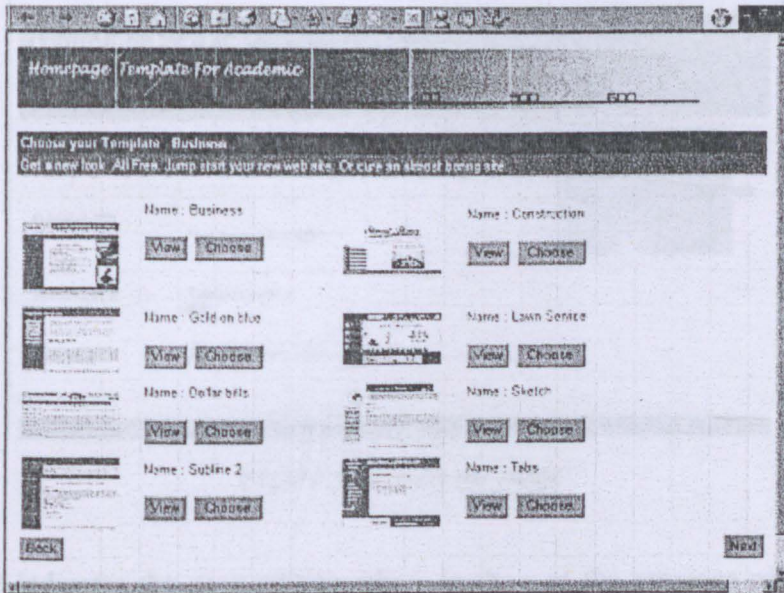 Homepage Template For Academic
Choose your Template : Business
Get a new look. All Free. Jump start your new web site. Or cure an almost boring site
Name : Business
View Choose
Name : Construction
View Choose
Name : Gold on blue
View Choose
Name : Lawn Service
View Choose
Name : Dollar bills
View Choose
Name : Sketch
View Choose
Name : Subline 2
View Choose
Name : Tabs
View Choose
Back Next